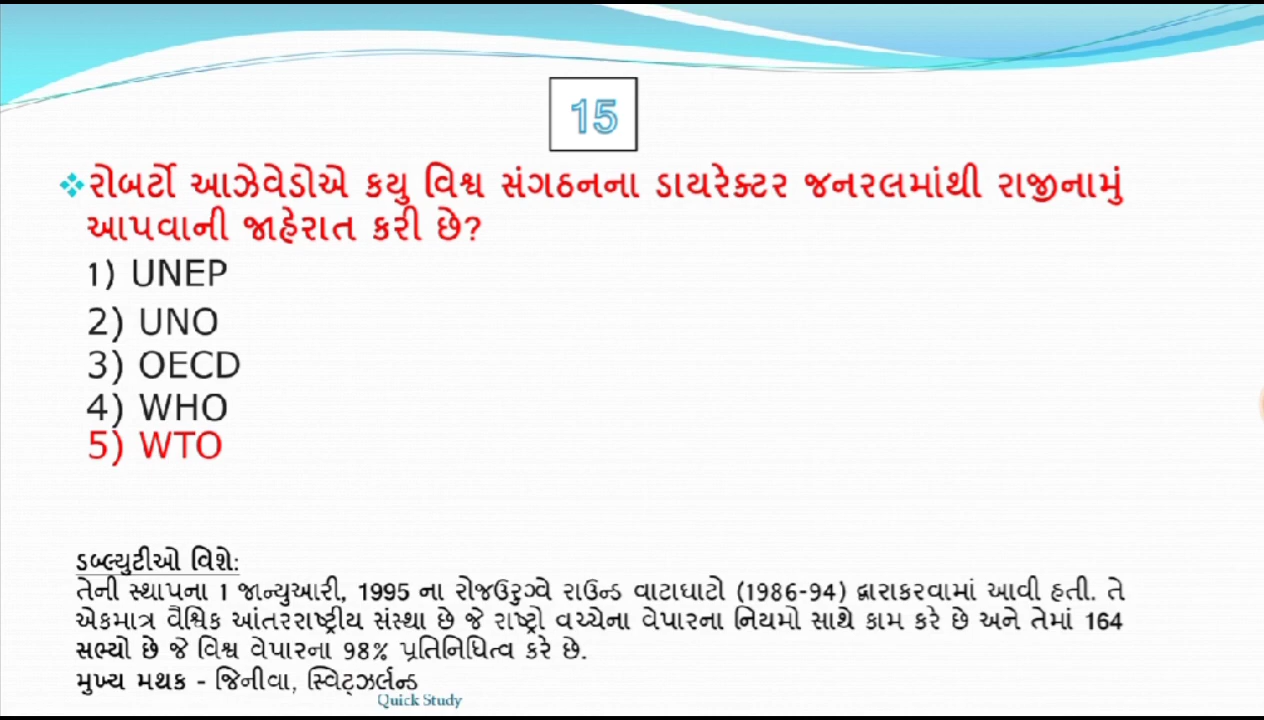 15
રોબર્ટો આઝેવેડોએ કયુ વિશ્વ સંગઠનના ડાયરેક્ટર જનરલમાંથી રાજીનામું
આપવાની જાહેરાત કરી છે?
1) UNEP
2) UNO
3) OECD
4) WHO
5) WTO
ડબ્લ્યુટીઓ વિશે:
તેની સ્થાપના 1 જાન્યુઆરી, 1995 ના રોજઉરુગ્વે રાઉન્ડ વાટાઘાટો (1986-94) દ્વારાકરવામાં આવી હતી. તે
એકમાત્ર વૈશ્વિક આંતરરાષ્ટ્રીય સંસ્થા છે જે રાષ્ટ્રો વચ્ચેના વેપારના નિયમો સાથે કામ કરે છે અને તેમાં 164
સભ્યો છે જે વિશ્વ વેપારના 98% પ્રતિનિધિત્વ કરે છે.
મુખ્ય મથક - જિનીવા, સ્વિટ્ઝર્લન્ડ
Quick Study